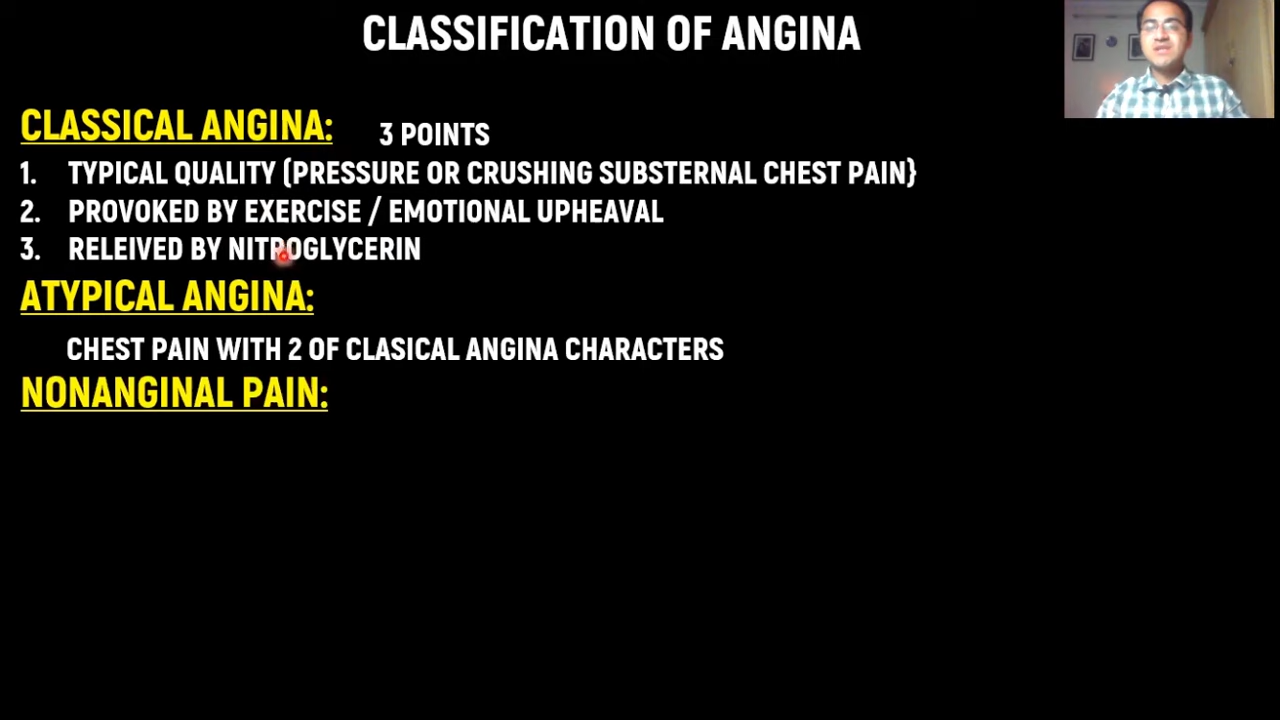 CLASSIFICATION OF ANGINA
CLASSICAL ANGINA: 3 POINTS
1. TYPICAL QUALITY (PRESSURE OR CRUSHING SUBSTERNAL CHEST PAIN}
2. PROVOKED BY EXERCISE / EMOTIONAL UPHEAVAL
3. RELEIVED BY NITROGLYCERIN
ATYPICAL ANGINA:
CHEST PAIN WITH 2 OF CLASICAL ANGINA CHARACTERS
NONANGINAL PAIN: